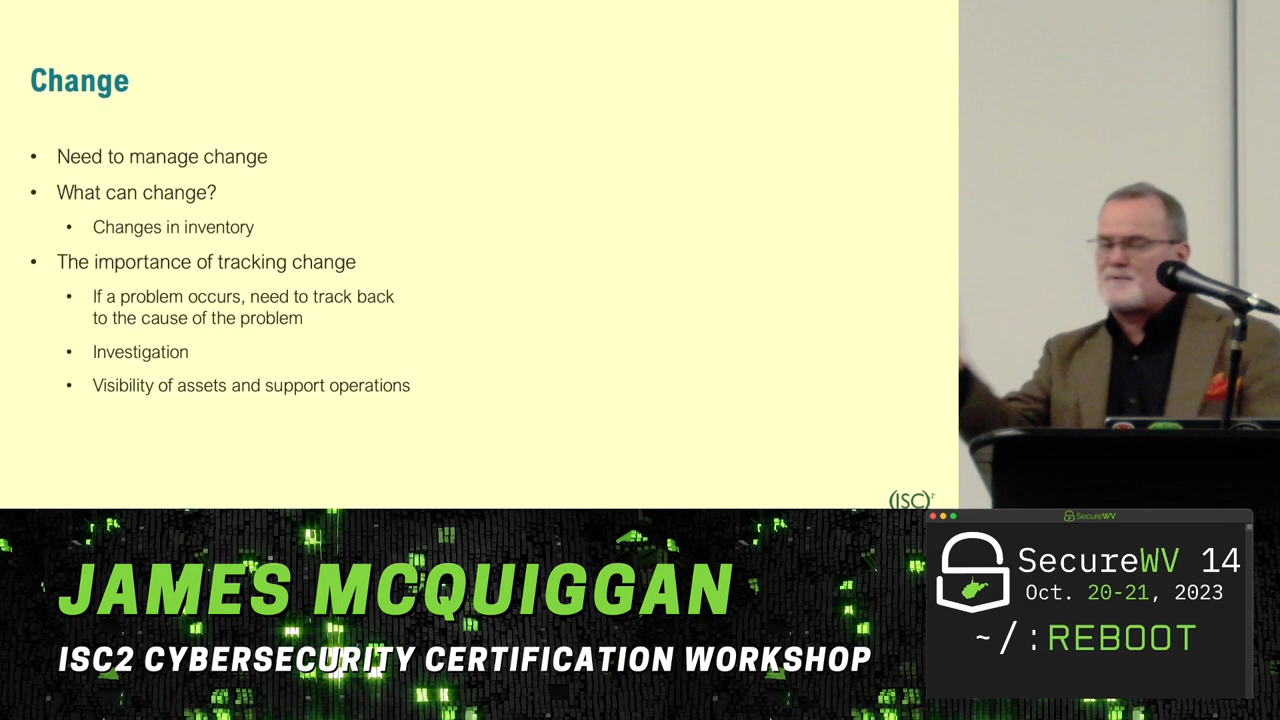 Change
• Need to manage change
• What can change?
• Changes in inventory
• The importance of tracking change
• If a problem occurs, need to track back
to the cause of the problem
• Investigation
• Visibility of assets and support operations
(ISC)²
JAMES MCQUIGGAN
ISC2 CYBERSECURITY CERTIFICATION WORKSHOP
SecureWV
SecureWV 14
Oct. 20-21, 2023
~/:REBOOT